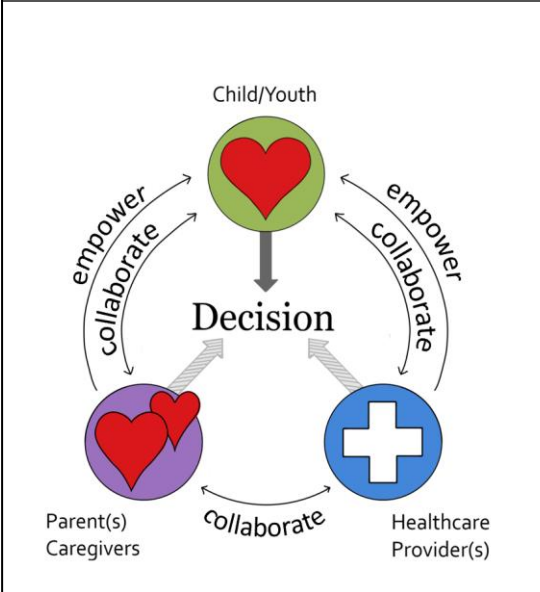 Child/Youth
empower
collaborate
empower
collaborate
Decision
Parent(s)
Caregivers
collaborate
Healthcare
Provider(s)